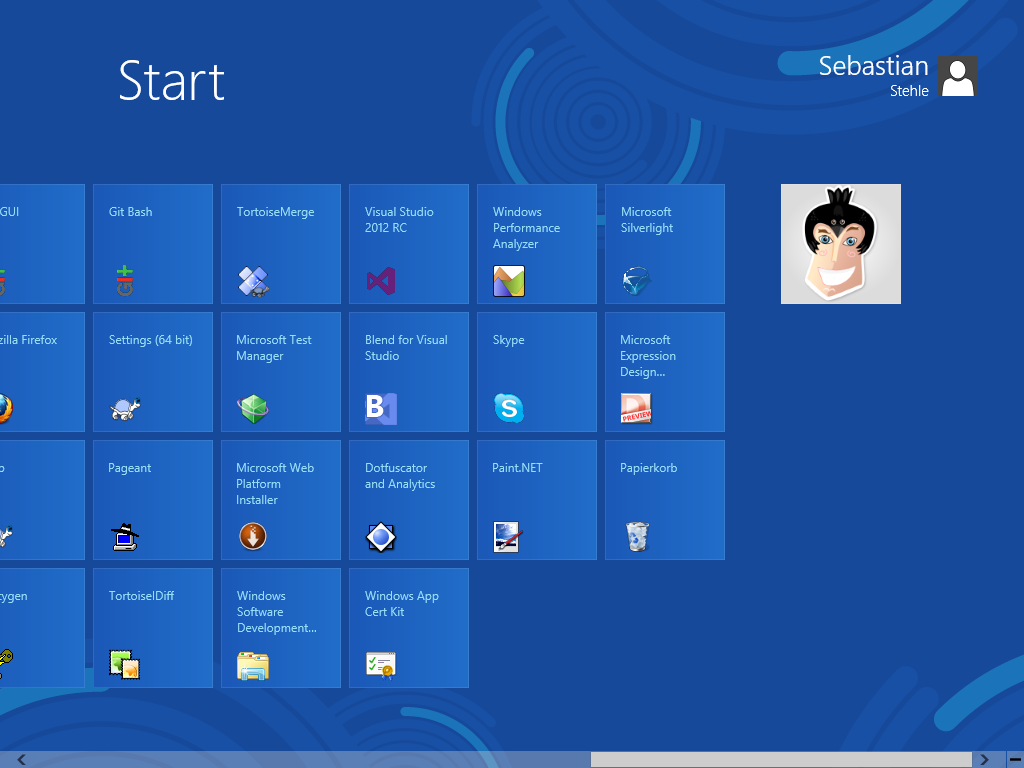 Start
Sebastian
Stehle
GUI
Git Bash
TortoiseMerge
Visual Studio
2012 RC
Windows
Performance
Analyzer
Microsoft
Silverlight
zilla Firefox
Settings (64 bit)
Microsoft Test
Manager
Blend for Visual
Studio
B
Skype
S
Microsoft
Expression
Design...
PREVIEW
Pageant
Microsoft Web
Platform
Installer
Dotfuscator
and Analytics
Paint.NET
Papierkorb
ygen
TortoiseIDiff
Windows
Software
Development...
Windows App
Cert Kit